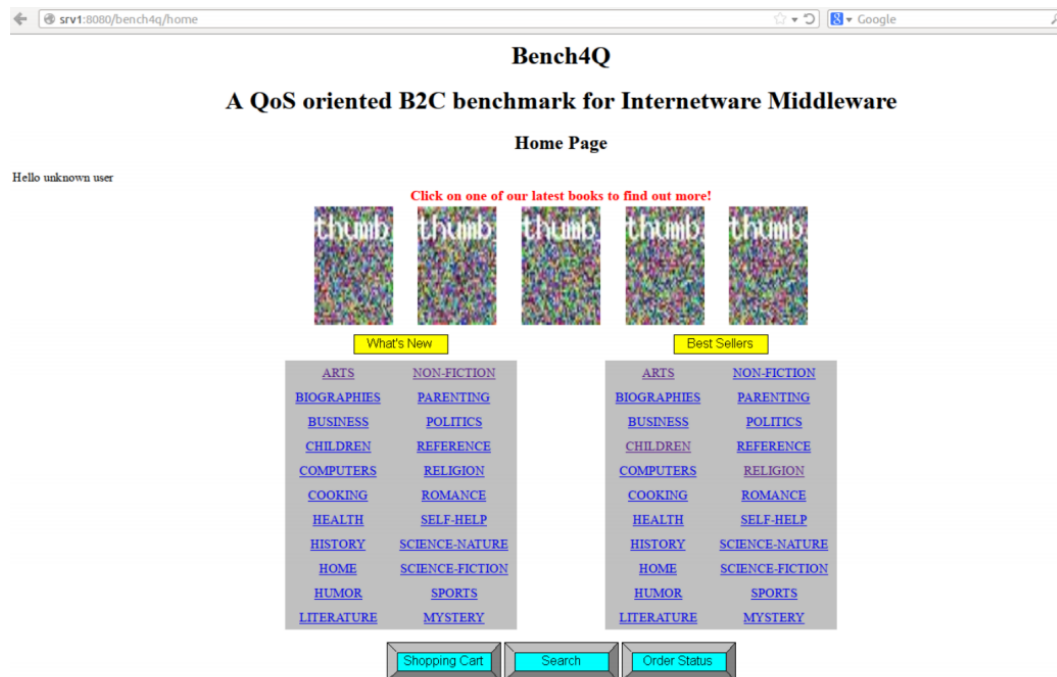 srv1:8080/bench4q/home
Google
Bench4Q
A QoS oriented B2C benchmark for Internetware Middleware
Home Page
Hello unknown user
Click on one of our latest books to find out more!
thumb thumb thumb thumb thumb
What's New
Best Sellers
ARTS NON-FICTION ARTS NON-FICTION
BIOGRAPHIES PARENTING BIOGRAPHIES PARENTING
BUSINESS POLITICS BUSINESS POLITICS
CHILDREN REFERENCE CHILDREN REFERENCE
COMPUTERS RELIGION COMPUTERS RELIGION
COOKING ROMANCE COOKING ROMANCE
HEALTH SELF-HELP HEALTH SELF-HELP
HISTORY SCIENCE-NATURE HISTORY SCIENCE-NATURE
HOME SCIENCE-FICTION HOME SCIENCE-FICTION
HUMOR SPORTS HUMOR SPORTS
LITERATURE MYSTERY LITERATURE MYSTERY
Shopping Cart Search Order Status